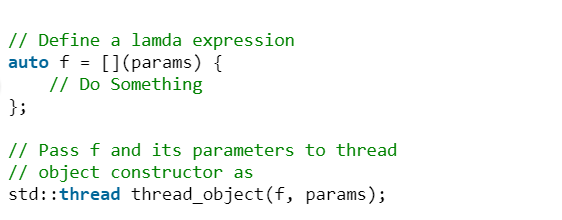 // Define a lamda expression
auto f = [](params) {
    // Do Something
};
// Pass f and its parameters to thread
// object constructor as
std::thread thread_object(f, params);